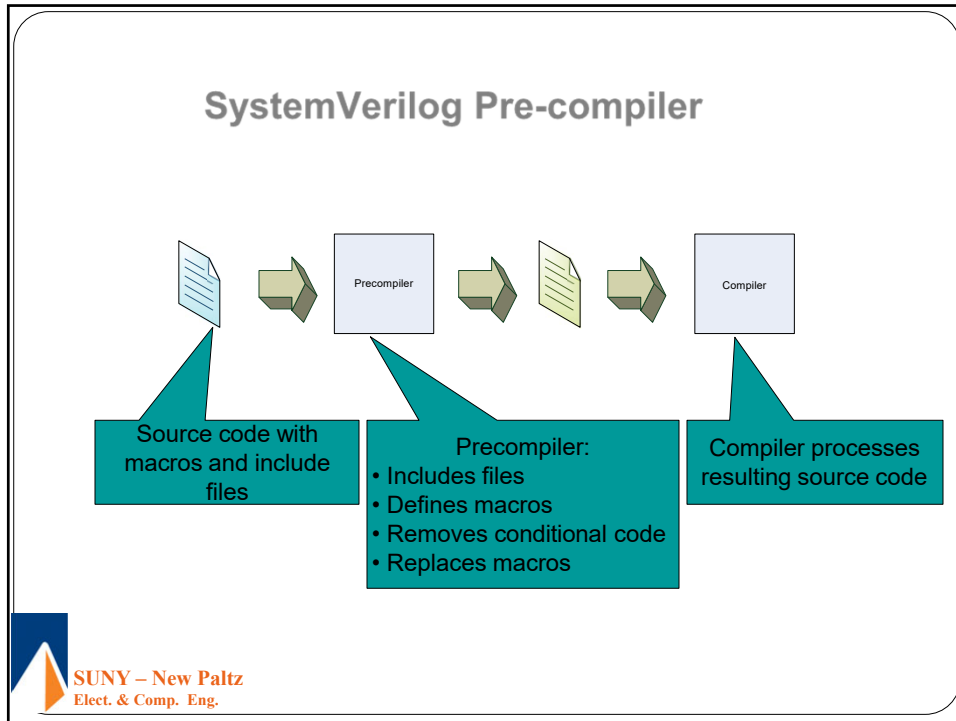 SystemVerilog Pre-compiler
Precompiler
Compiler
Source code with
macros and include
files
Precompiler:
• Includes files
• Defines macros
• Removes conditional code
• Replaces macros
Compiler processes
resulting source code
SUNY – New Paltz
Elect. & Comp. Eng.